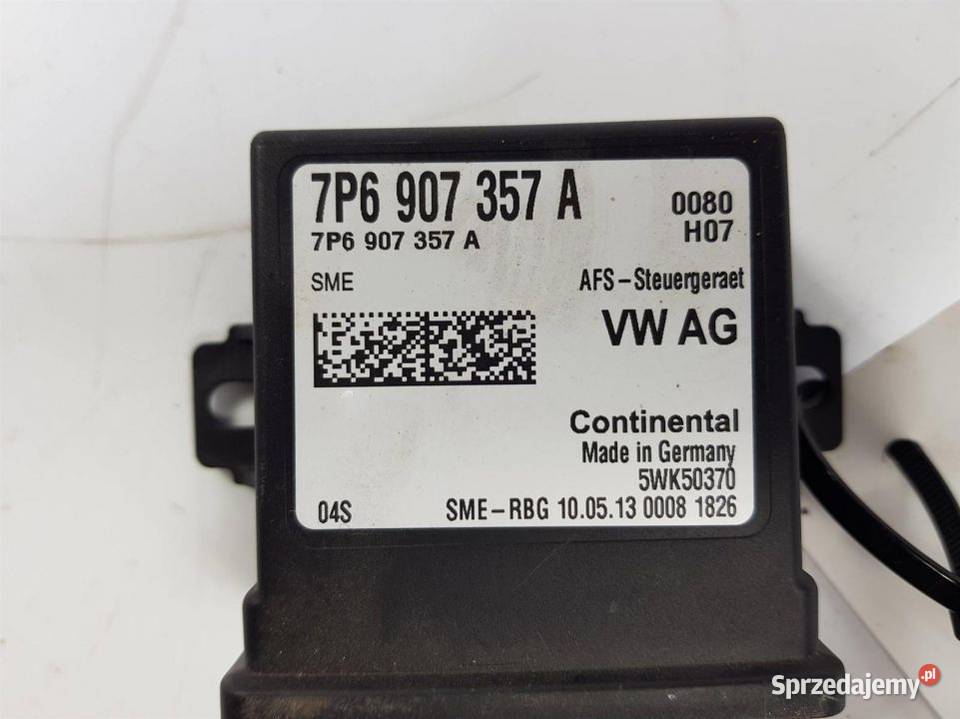 7P6 907 357 A
0080
7P6 907 357 A
H07
SME
AFS-Steuergeraet
VW AG
Continental
Made in Germany
5WK50370
04S
SME-RBG 10.05.13 0008 1826
Sprzedajemy.pl